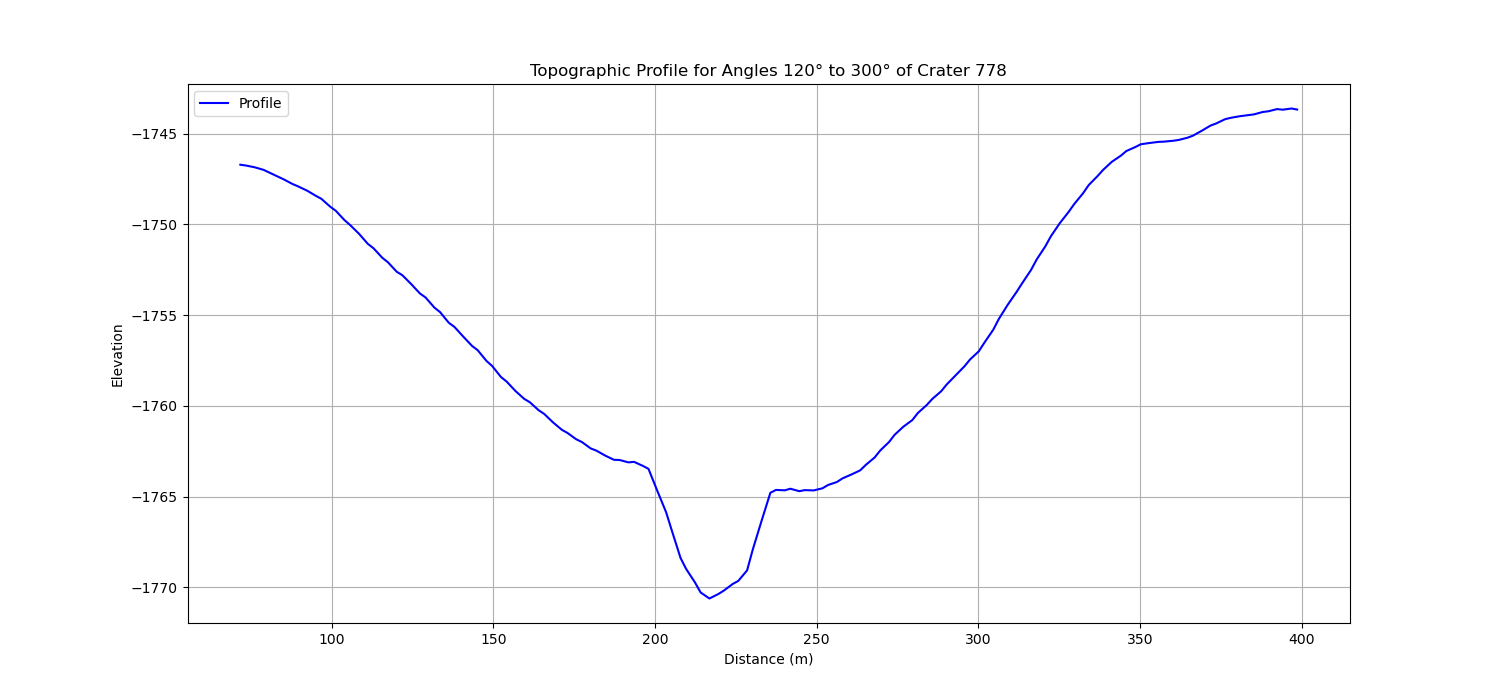 Topographic Profile for Angles 120° to 300° of Crater 778
Profile
−1745
−1750
−1755
−1760
−1765
−1770
Elevation
100 150 200 250 300 350 400
Distance (m)